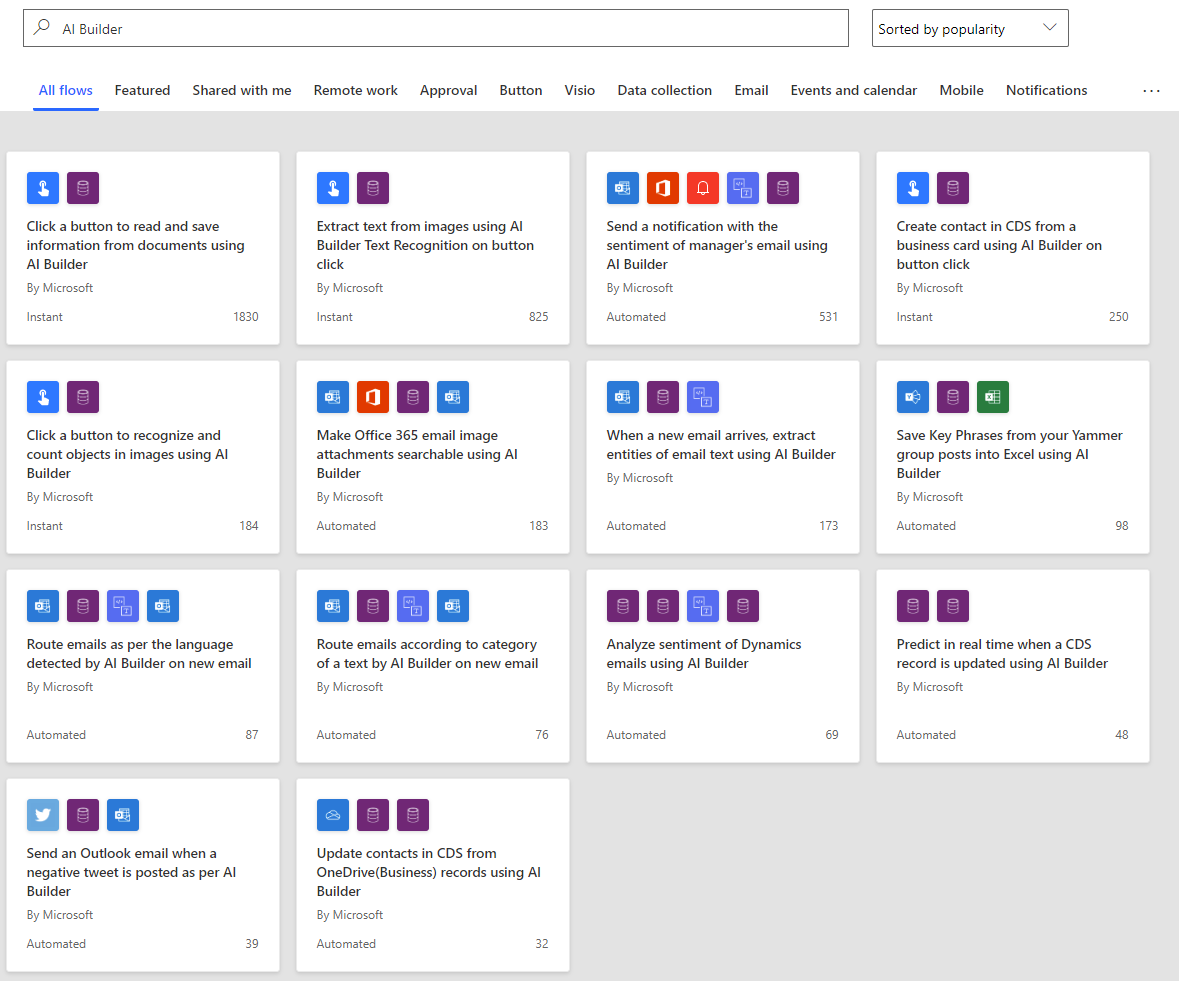 AI Builder
Sorted by popularity
All flows Featured Shared with me Remote work Approval Button Visio Data collection Email Events and calendar Mobile Notifications ...
Click a button to read and save
information from documents using
AI Builder
By Microsoft
Instant 1830
Extract text from images using AI
Builder Text Recognition on button
click
By Microsoft
Instant 825
Send a notification with the
sentiment of manager's email using
AI Builder
By Microsoft
Automated 531
Create contact in CDS from a
business card using AI Builder on
button click
By Microsoft
Instant 250
Click a button to recognize and
count objects in images using AI
Builder
By Microsoft
Instant 184
Make Office 365 email image
attachments searchable using AI
Builder
By Microsoft
Automated 183
When a new email arrives, extract
entities of email text using AI Builder
By Microsoft
Automated 173
Save Key Phrases from your Yammer
group posts into Excel using AI
Builder
By Microsoft
Automated 98
Route emails as per the language
detected by AI Builder on new email
By Microsoft
Automated 87
Route emails according to category
of a text by AI Builder on new email
By Microsoft
Automated 76
Analyze sentiment of Dynamics
emails using AI Builder
By Microsoft
Automated 69
Predict in real time when a CDS
record is updated using AI Builder
By Microsoft
Automated 48
Send an Outlook email when a
negative tweet is posted as per AI
Builder
By Microsoft
Automated 39
Update contacts in CDS from
OneDrive(Business) records using AI
Builder
By Microsoft
Automated 32